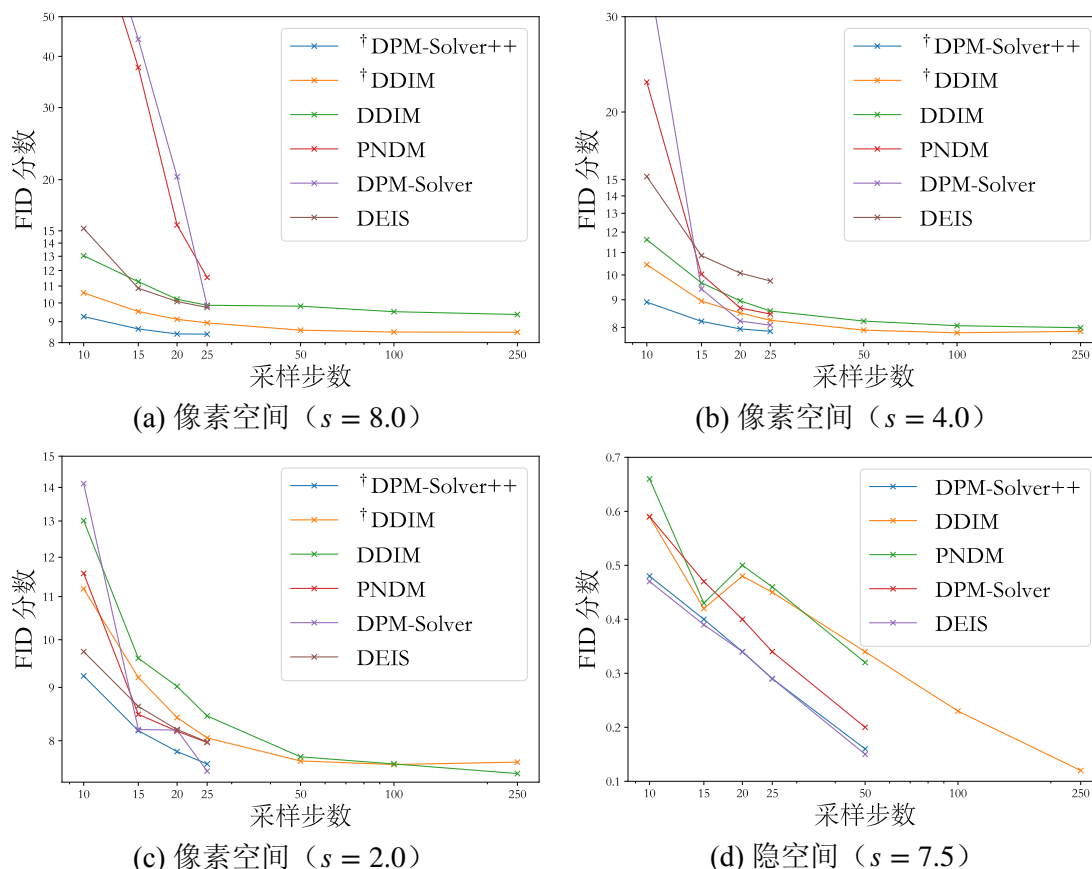 50
40
30
20
15
14
13
12
11
10
9
8
FID 分数
†DPM-Solver++
†DDIM
DDIM
PNDM
DPM-Solver
DEIS
10 15 20 25 50 100 250
采样步数
(a) 像素空间（s = 8.0）
30
20
15
14
13
12
11
10
9
8
FID 分数
†DPM-Solver++
†DDIM
DDIM
PNDM
DPM-Solver
DEIS
10 15 20 25 50 100 250
采样步数
(b) 像素空间（s = 4.0）
15
14
13
12
11
10
9
8
FID 分数
†DPM-Solver++
†DDIM
DDIM
PNDM
DPM-Solver
DEIS
10 15 20 25 50 100 250
采样步数
(c) 像素空间（s = 2.0）
0.7
0.6
0.5
0.4
0.3
0.2
0.1
FID 分数
DPM-Solver++
DDIM
PNDM
DPM-Solver
DEIS
10 15 20 25 50 100 250
采样步数
(d) 隐空间（s = 7.5）